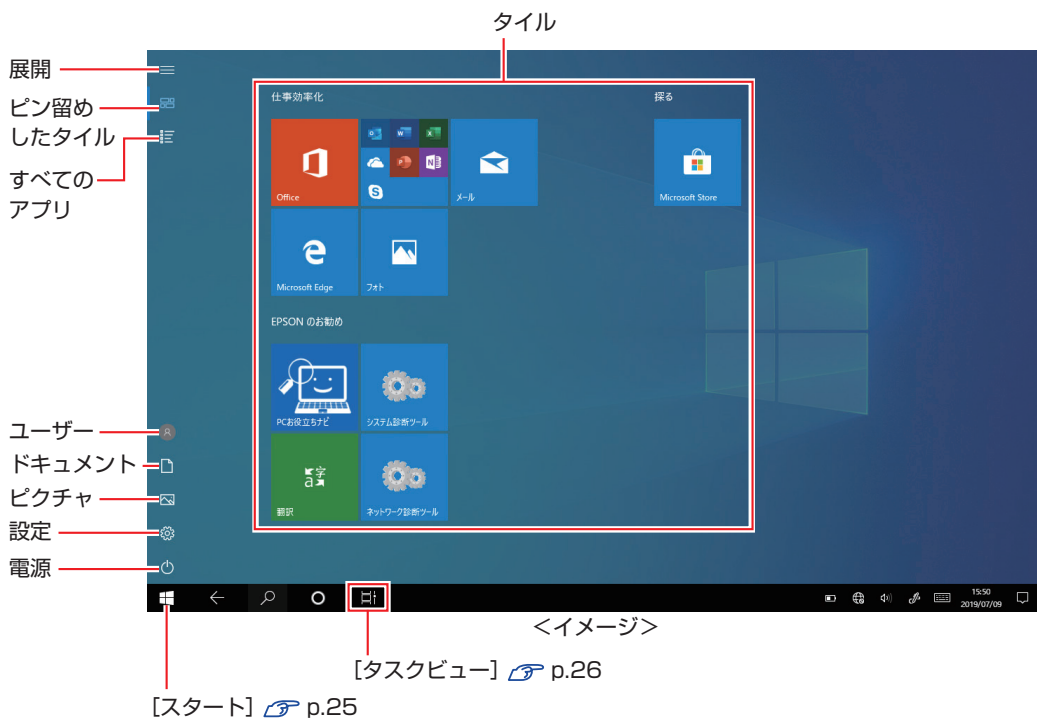 タイル
展開
ピン留め
したタイル
すべての
アプリ
仕事効率化
探る
Office
メール
Microsoft Store
Microsoft Edge
フォト
EPSON のお勧め
PCお役立ちナビ
システム診断ツール
字
a
翻訳
ネットワーク診断ツール
ユーザー
ドキュメント
ピクチャ
設定
電源
15:50
2019/07/09
<イメージ>
[タスクビュー] p.26
[スタート] p.25